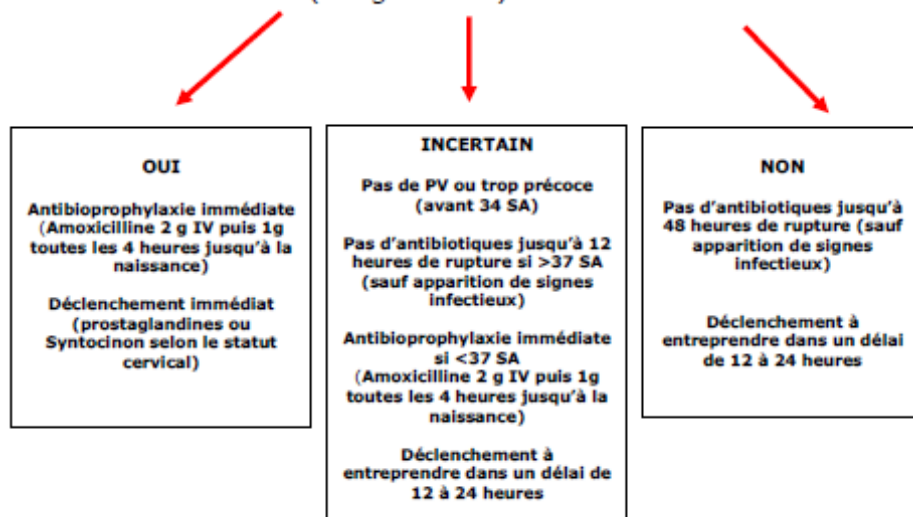 OUI
Antibioprophylaxie immédiate
(Amoxicilline 2 g IV puis 1g
toutes les 4 heures jusqu'à la
naissance)
Déclenchement immédiat
(prostaglandines ou
Syntocinon selon le statut
cervical)
INCERTAIN
Pas de PV ou trop précoce
(avant 34 SA)
Pas d'antibiotiques jusqu'à 12
heures de rupture si >37 SA
(sauf apparition de signes
infectieux)
Antibioprophylaxie immédiate
si <37 SA
(Amoxicilline 2 g IV puis 1g
toutes les 4 heures jusqu'à la
naissance)
Déclenchement à
entreprendre dans un délai de
12 à 24 heures
NON
Pas d'antibiotiques jusqu'à
48 heures de rupture (sauf
apparition de signes
infectieux)
Déclenchement à
entreprendre dans un délai
de 12 à 24 heures